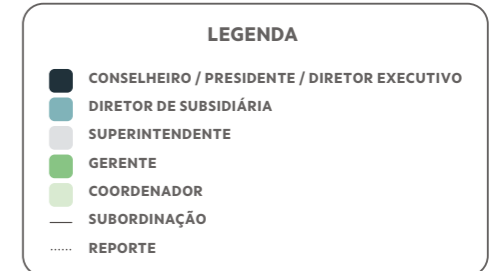 LEGENDA
CONSELHEIRO / PRESIDENTE / DIRETOR EXECUTIVO
DIRETOR DE SUBSIDIÁRIA
SUPERINTENDENTE
GERENTE
COORDENADOR
SUBORDINAÇÃO
REPORTE